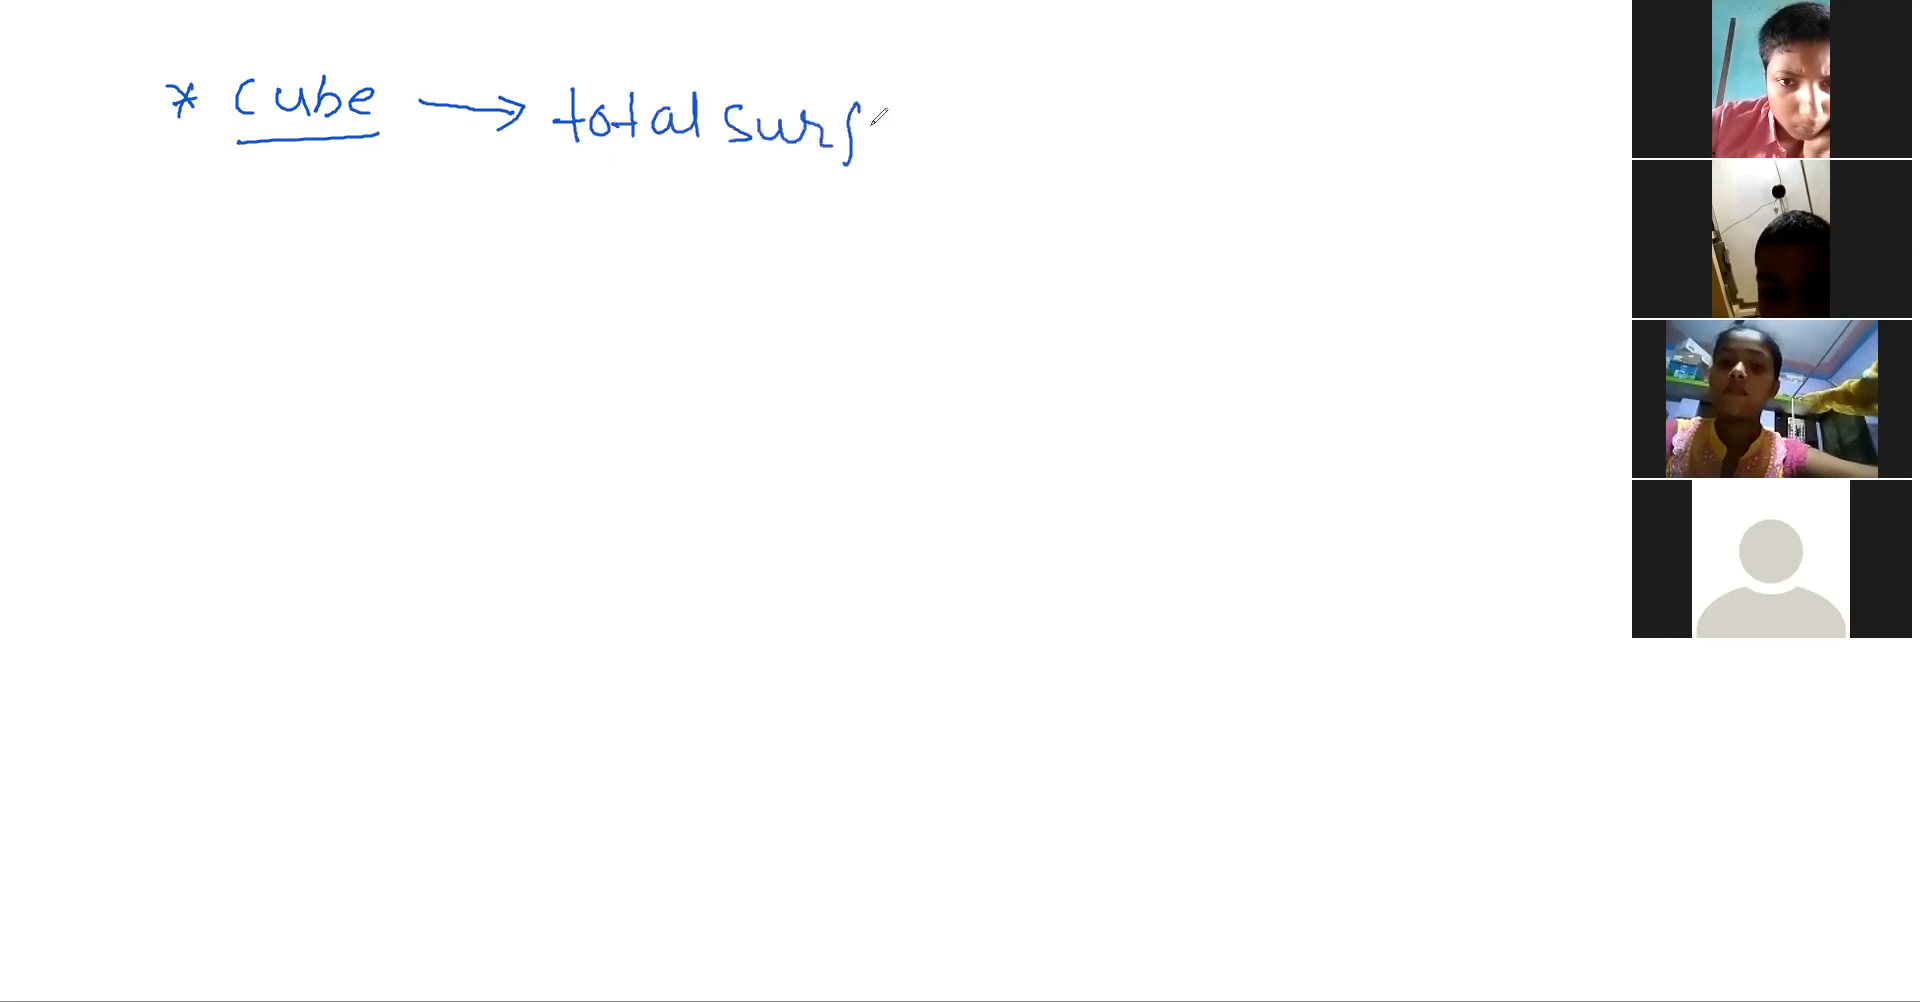 * cube → total surf